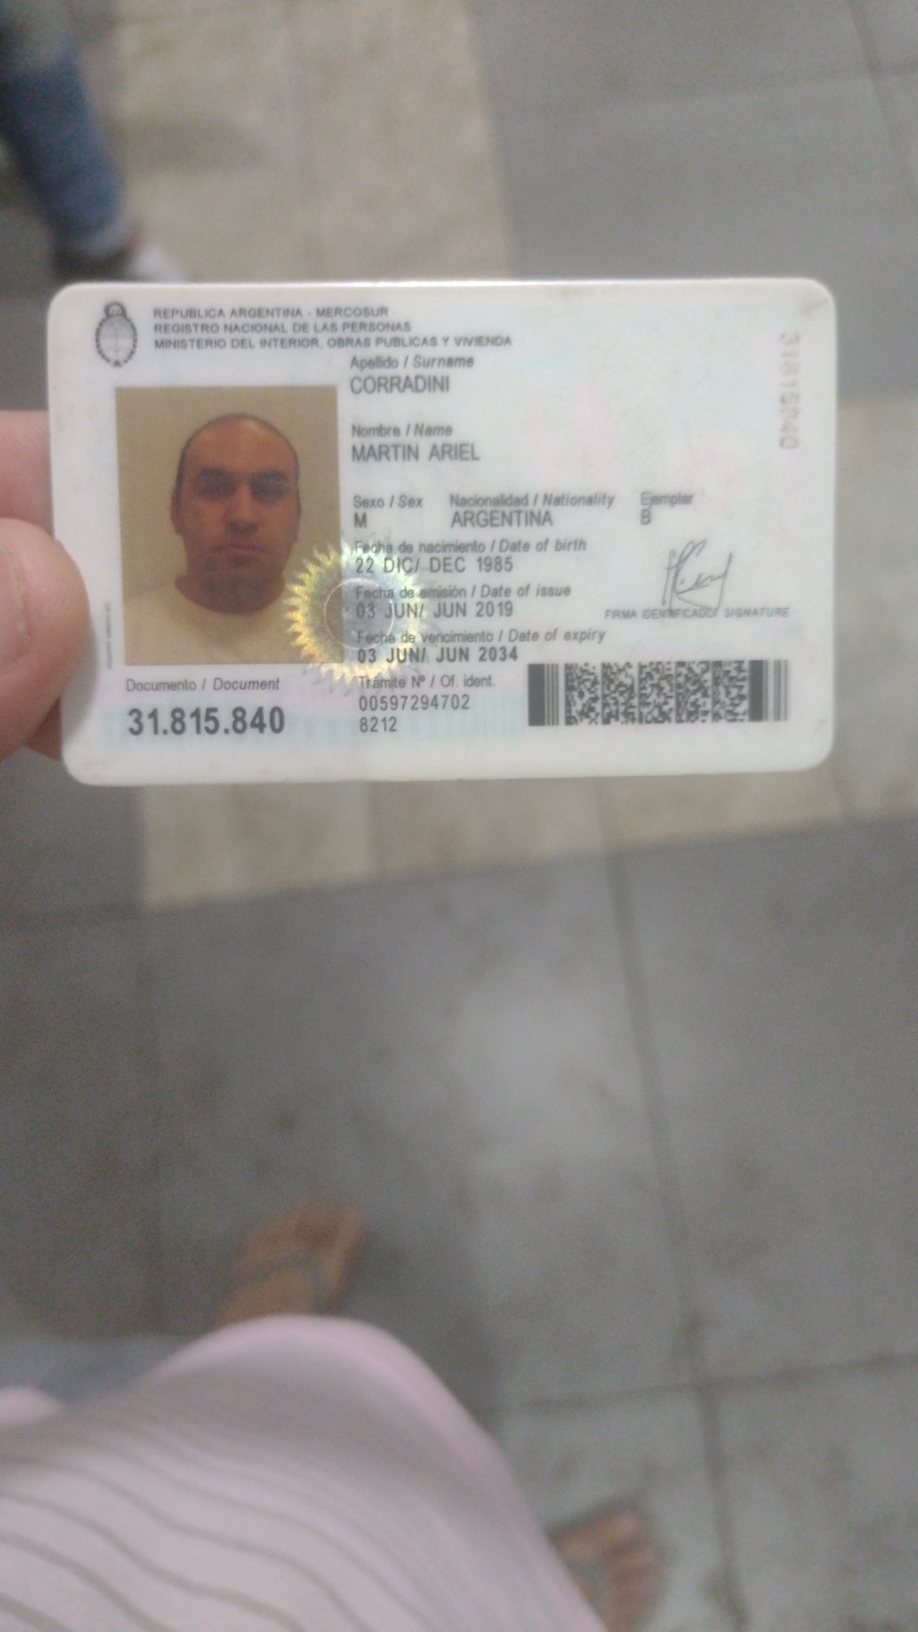 REPUBLICA ARGENTINA - MERCOSUR
REGISTRO NACIONAL DE LAS PERSONAS
MINISTERIO DEL INTERIOR, OBRAS PUBLICAS Y VIVIENDA
Apellido / Surname
CORRADINI
Nombre / Name
MARTIN ARIEL
Sexo / Sex Nacionalidad / Nationality Ejemplar
M ARGENTINA B
Fecha de nacimiento / Date of birth
22 DIC/ DEC 1985
Fecha de emisión / Date of issue
03 JUN/ JUN 2019
FIRMA IDENTIFICADO/ SIGNATURE
Fecha de vencimiento / Date of expiry
03 JUN/ JUN 2034
Documento / Document
31.815.840
Trámite Nº / Of. ident.
00597294702
8212
31815840